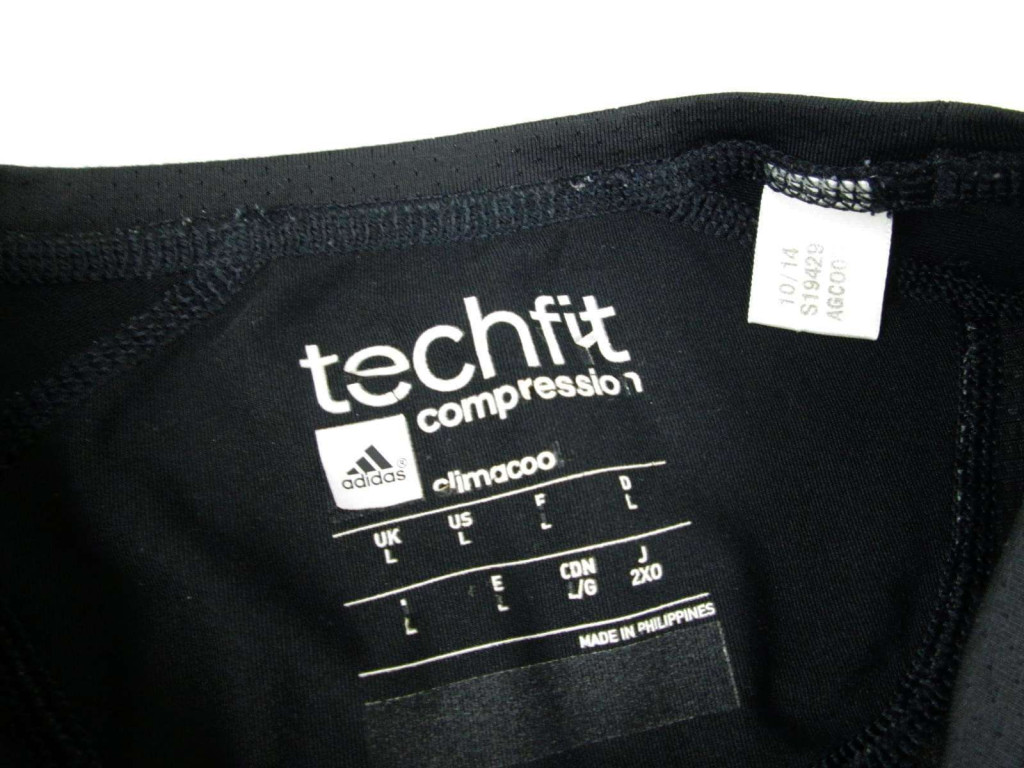 techfit
compression
adidas®
climacool
UK US F D
L L L L
I E CDN J
L L L/G 2XO
MADE IN PHILIPPINES
10/14
S19429
AGC00